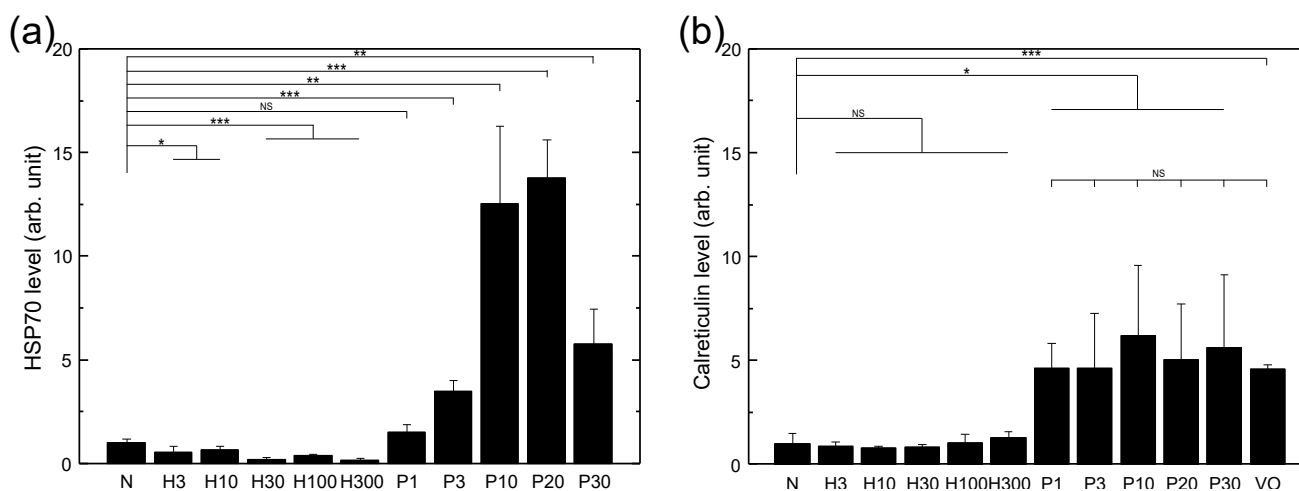 (a)
HSP70 level (arb. unit)
20
15
10
5
0
**
***
**
***
NS
***
*
N H3 H10 H30 H100 H300 P1 P3 P10 P20 P30
(b)
Calreticulin level (arb. unit)
20
15
10
5
0
***
*
NS
NS
N H3 H10 H30 H100 H300 P1 P3 P10 P20 P30 VO